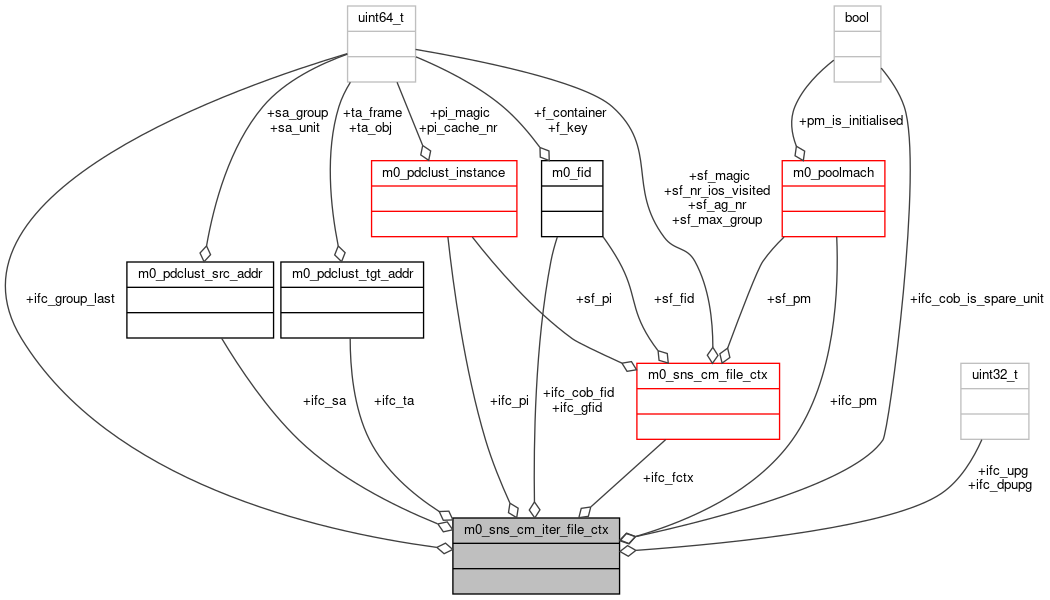 uint64_t
bool
+sa_group
+sa_unit
+ta_frame
+ta_obj
+pi_magic
+pi_cache_nr
+f_container
+f_key
+pm_is_initialised
m0_pdclust_instance
m0_fid
+sf_magic
+sf_nr_ios_visited
+sf_ag_nr
+sf_max_group
m0_poolmach
m0_pdclust_src_addr
m0_pdclust_tgt_addr
+ifc_group_last
+sf_pi
+sf_fid
+sf_pm
+ifc_cob_is_spare_unit
m0_sns_cm_file_ctx
uint32_t
+ifc_sa
+ifc_ta
+ifc_pi
+ifc_cob_fid
+ifc_gfid
+ifc_pm
+ifc_fctx
+ifc_upg
+ifc_dpupg
m0_sns_cm_iter_file_ctx